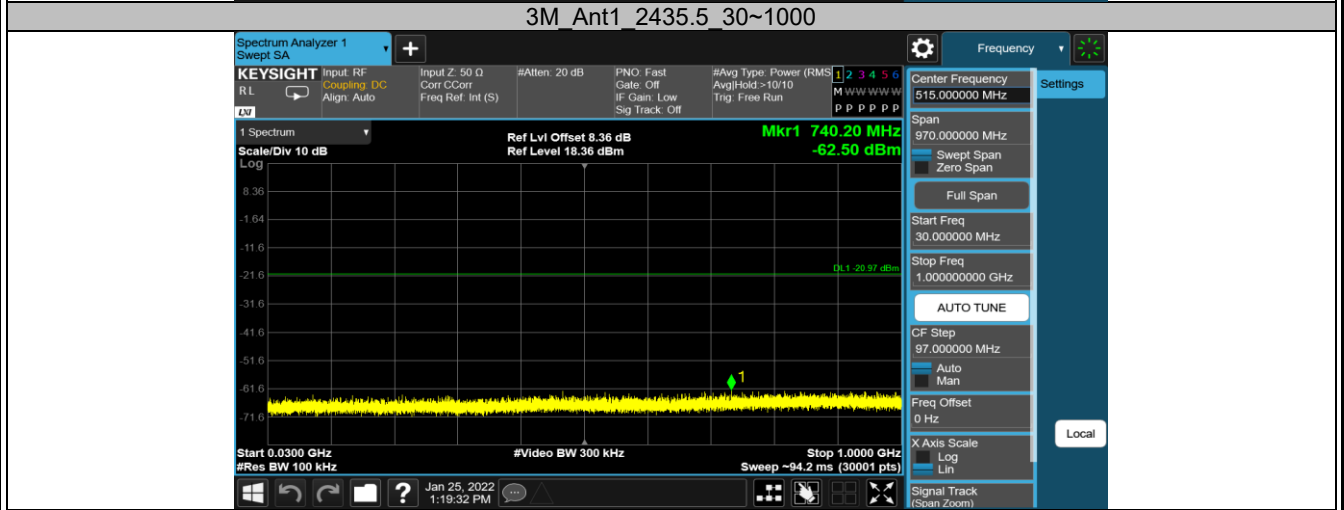 3M_Ant1_2435.5_30~1000
Spectrum Analyzer 1
Swept SA
+
Frequency
KEYSIGHT
RL
LXI
Input: RF
Coupling: DC
Align: Auto
Input Z: 50 Ω
Corr CCorr
Freq Ref: Int (S)
#Atten: 20 dB
PNO: Fast
Gate: Off
IF Gain: Low
Sig Track: Off
#Avg Type: Power (RMS
Avg|Hold:>10/10
Trig: Free Run
1 2 3 4 5 6
M W W W W W
P P P P P P
1 Spectrum
Scale/Div 10 dB
Log
Ref Lvl Offset 8.36 dB
Ref Level 18.36 dBm
Mkr1 740.20 MHz
-62.50 dBm
8.36
-1.64
-11.6
-21.6
-31.6
-41.6
-51.6
-61.6
-71.6
DL1 -20.97 dBm
1
Start 0.0300 GHz
#Res BW 100 kHz
#Video BW 300 kHz
Stop 1.0000 GHz
Sweep ~94.2 ms (30001 pts)
?
Jan 25, 2022
1:19:32 PM
Center Frequency
515.000000 MHz
Span
970.000000 MHz
Swept Span
Zero Span
Full Span
Start Freq
30.000000 MHz
Stop Freq
1.000000000 GHz
AUTO TUNE
CF Step
97.000000 MHz
Auto
Man
Freq Offset
0 Hz
X Axis Scale
Log
Lin
Signal Track
(Span Zoom)
Settings
Local